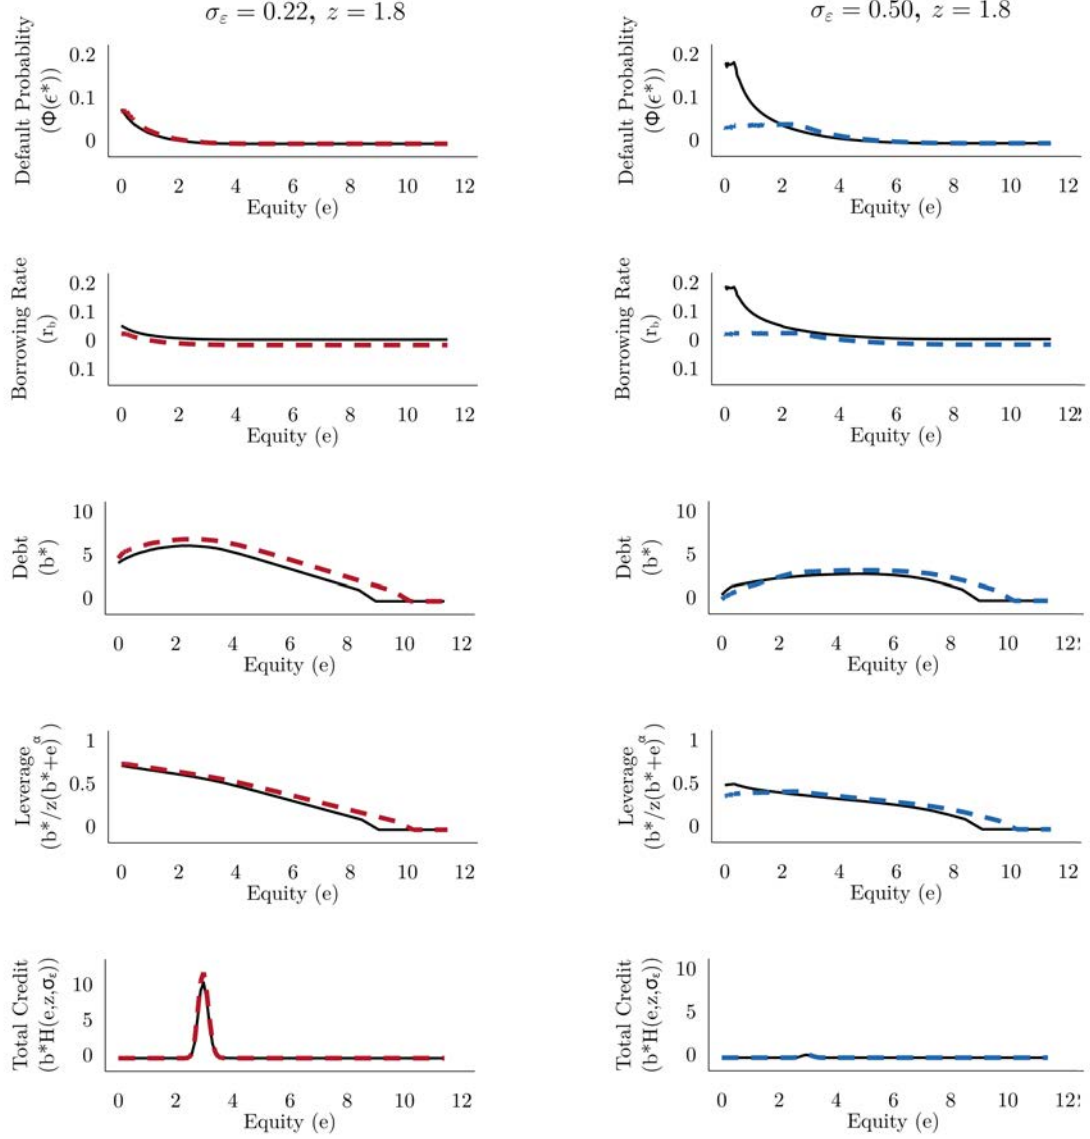 σ_ε = 0.22, z = 1.8
Default Probablity
(Φ(ϵ*))
0.2
0.1
0
0 2 4 6 8 10 12
Equity (e)
Borrowing Rate
(r_b)
0.2
0.1
0
0.1
0 2 4 6 8 10 12
Equity (e)
Debt
(b*)
10
5
0
0 2 4 6 8 10 12
Equity (e)
Leverage
(b*/z(b*+e)^α)
1
0.5
0
0 2 4 6 8 10 12
Equity (e)
Total Credit
(b*H(e,z,σ_ε))
10
5
0
0 2 4 6 8 10 12
Equity (e)
σ_ε = 0.50, z = 1.8
Default Probablity
(Φ(ϵ*))
0.2
0.1
0
0 2 4 6 8 10 12
Equity (e)
Borrowing Rate
(r_b)
0.2
0.1
0
0.1
0 2 4 6 8 10 12
Equity (e)
Debt
(b*)
10
5
0
0 2 4 6 8 10 12
Equity (e)
Leverage
(b*/z(b*+e)^α)
1
0.5
0
0 2 4 6 8 10 12
Equity (e)
Total Credit
(b*H(e,z,σ_ε))
10
5
0
0 2 4 6 8 10 12
Equity (e)